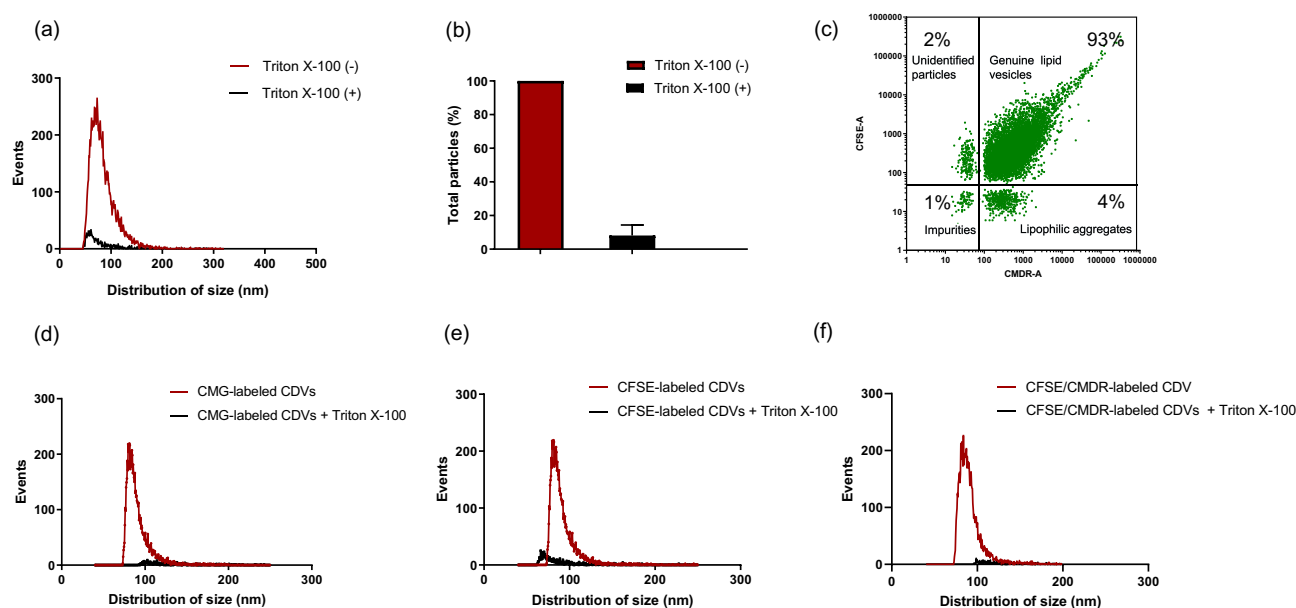 (a)
Triton X-100 (-)
Triton X-100 (+)
300
200
100
0
0 100 200 300 400 500
Events
Distribution of size (nm)
(b)
Triton X-100 (-)
Triton X-100 (+)
100
80
60
40
20
0
Total particles (%)
(c)
1000000
100000
10000
1000
100
10
1
CFSE-A
2%
Unidentified
particles
93%
Genuine lipid
vesicles
1%
Impurities
4%
Lipophilic aggregates
1 10 100 1000 10000 100000 1000000
CMDR-A
(d)
CMG-labeled CDVs
CMG-labeled CDVs + Triton X-100
300
200
100
0
0 100 200 300
Events
Distribution of size (nm)
(e)
CFSE-labeled CDVs
CFSE-labeled CDVs + Triton X-100
300
200
100
0
0 100 200 300
Events
Distribution of size (nm)
(f)
CFSE/CMDR-labeled CDV
CFSE/CMDR-labeled CDVs + Triton X-100
300
200
100
0
0 100 200 300
Events
Distribution of size (nm)